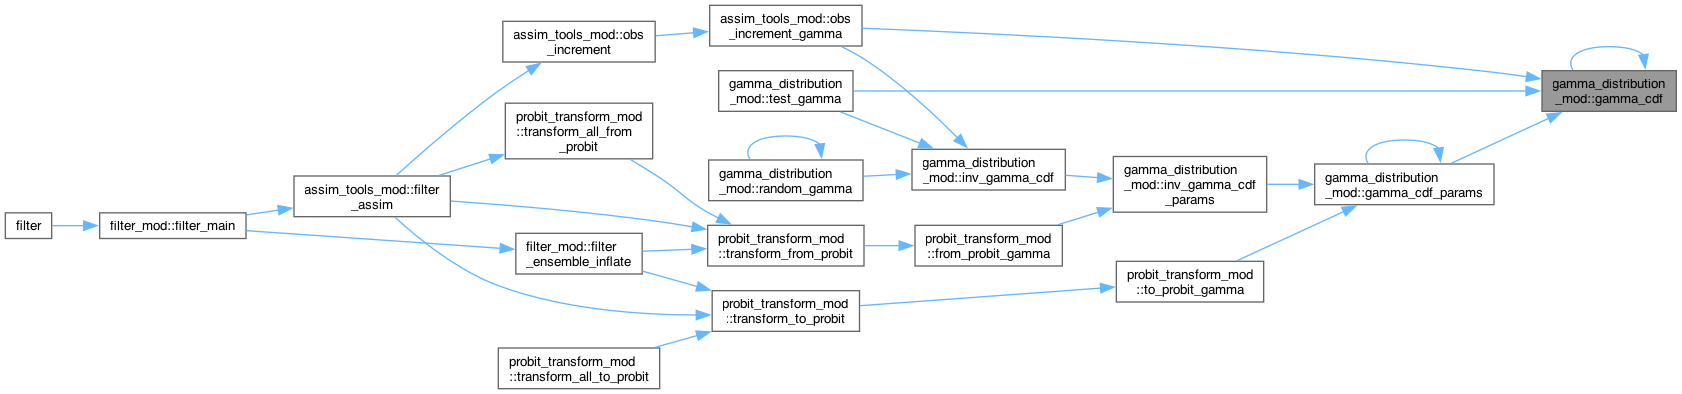 filter
filter_mod::filter_main
assim_tools_mod::filter
_assim
assim_tools_mod::obs
_increment
probit_transform_mod
::transform_all_from
_probit
filter_mod::filter
_ensemble_inflate
probit_transform_mod
::transform_all_to_probit
assim_tools_mod::obs
_increment_gamma
gamma_distribution
_mod::test_gamma
gamma_distribution
_mod::random_gamma
probit_transform_mod
::transform_from_probit
probit_transform_mod
::transform_to_probit
gamma_distribution
_mod::inv_gamma_cdf
probit_transform_mod
::from_probit_gamma
gamma_distribution
_mod::inv_gamma_cdf
_params
probit_transform_mod
::to_probit_gamma
gamma_distribution
_mod::gamma_cdf_params
gamma_distribution
_mod::gamma_cdf